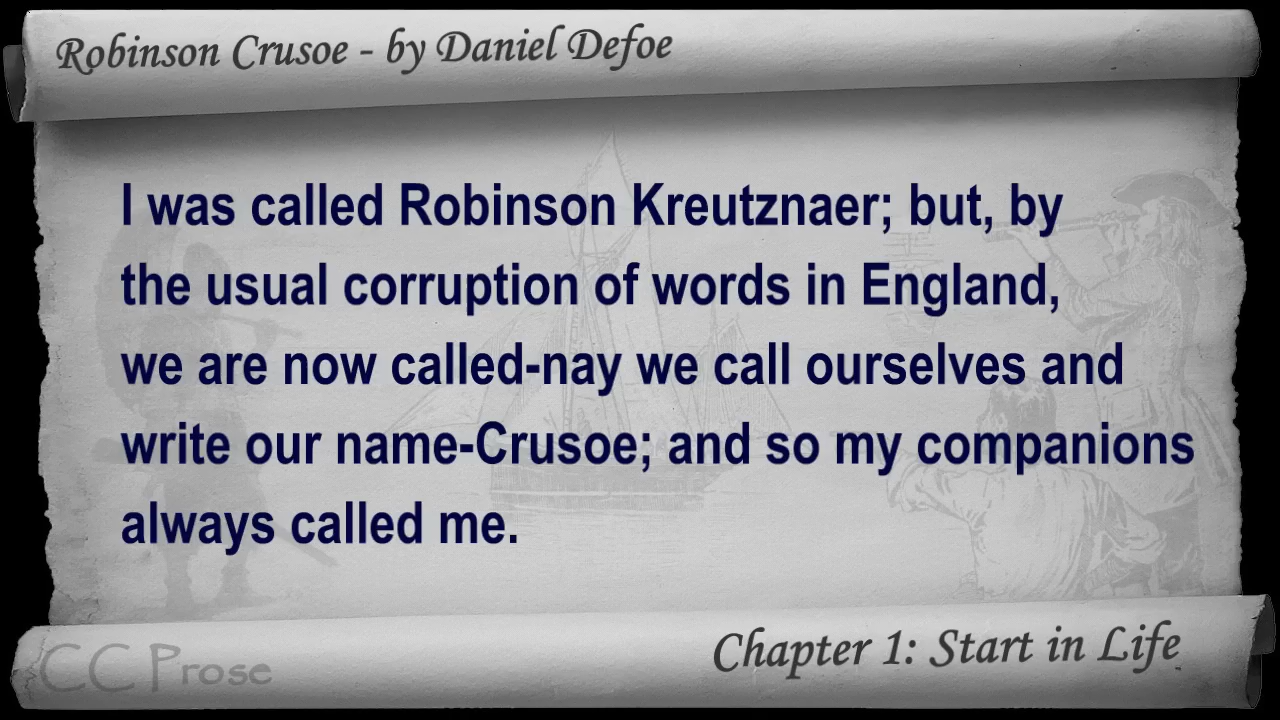 Robinson Crusoe - by Daniel Defoe
I was called Robinson Kreutznaer; but, by
the usual corruption of words in England,
we are now called-nay we call ourselves and
write our name-Crusoe; and so my companions
always called me.
CC Prose
Chapter 1: Start in Life